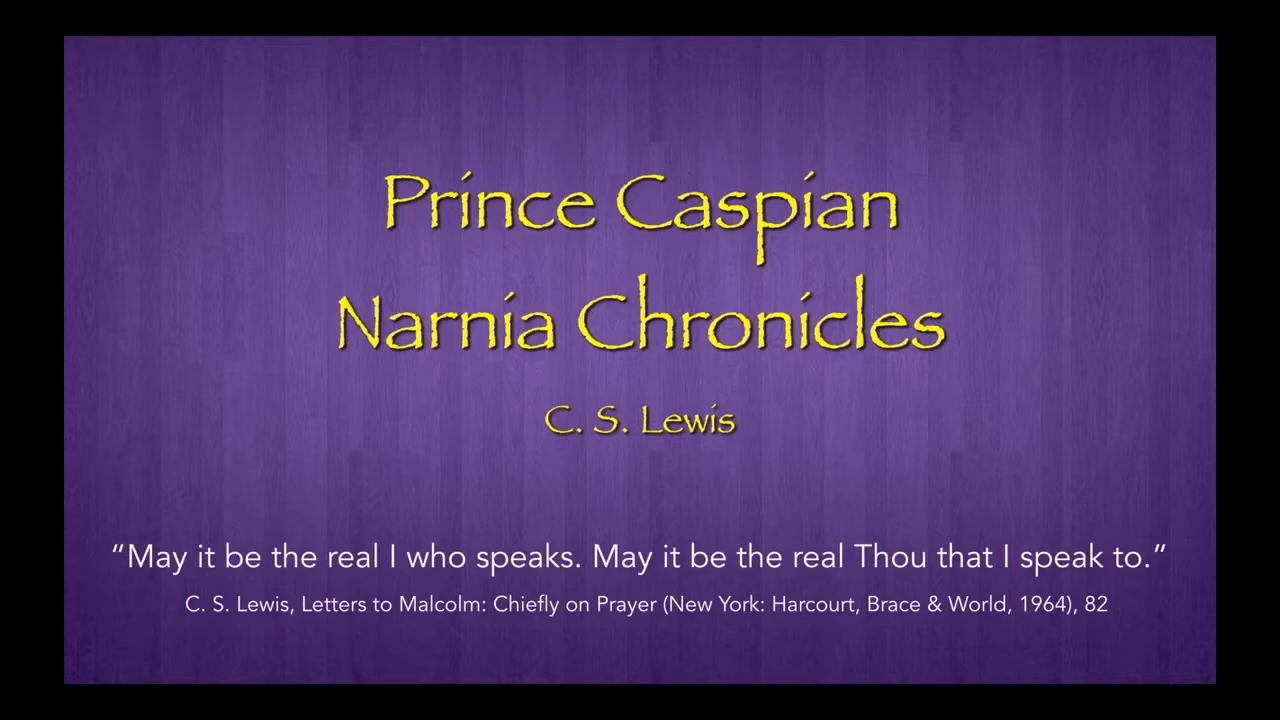 Prince Caspian
Narnia Chronicles
C. S. Lewis
“May it be the real I who speaks. May it be the real Thou that I speak to.”
C. S. Lewis, Letters to Malcolm: Chiefly on Prayer (New York: Harcourt, Brace & World, 1964), 82